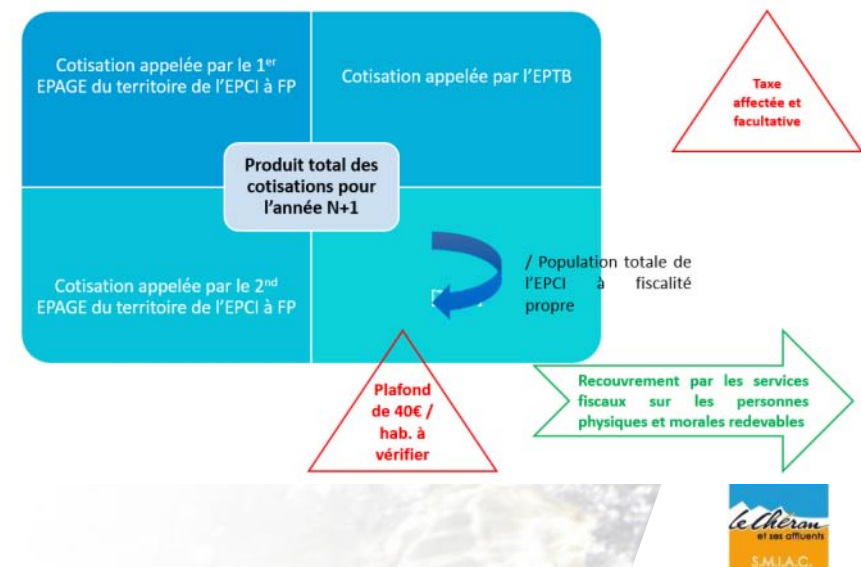 Cotisation appelée par le 1er
EPAGE du territoire de l'EPCI à FP
Cotisation appelée par l'EPTB
Taxe
affectée et
facultative
Produit total des
cotisations pour
l'année N+1
Cotisation appelée par le 2nd
EPAGE du territoire de l'EPCI à FP
/ Population totale de
l'EPCI à fiscalité
propre
Plafond
de 40€ /
hab. à
vérifier
Recouvrement par les services
fiscaux sur les personnes
physiques et morales redevables
le Chéran
et ses affluents
S.M.I.A.C.